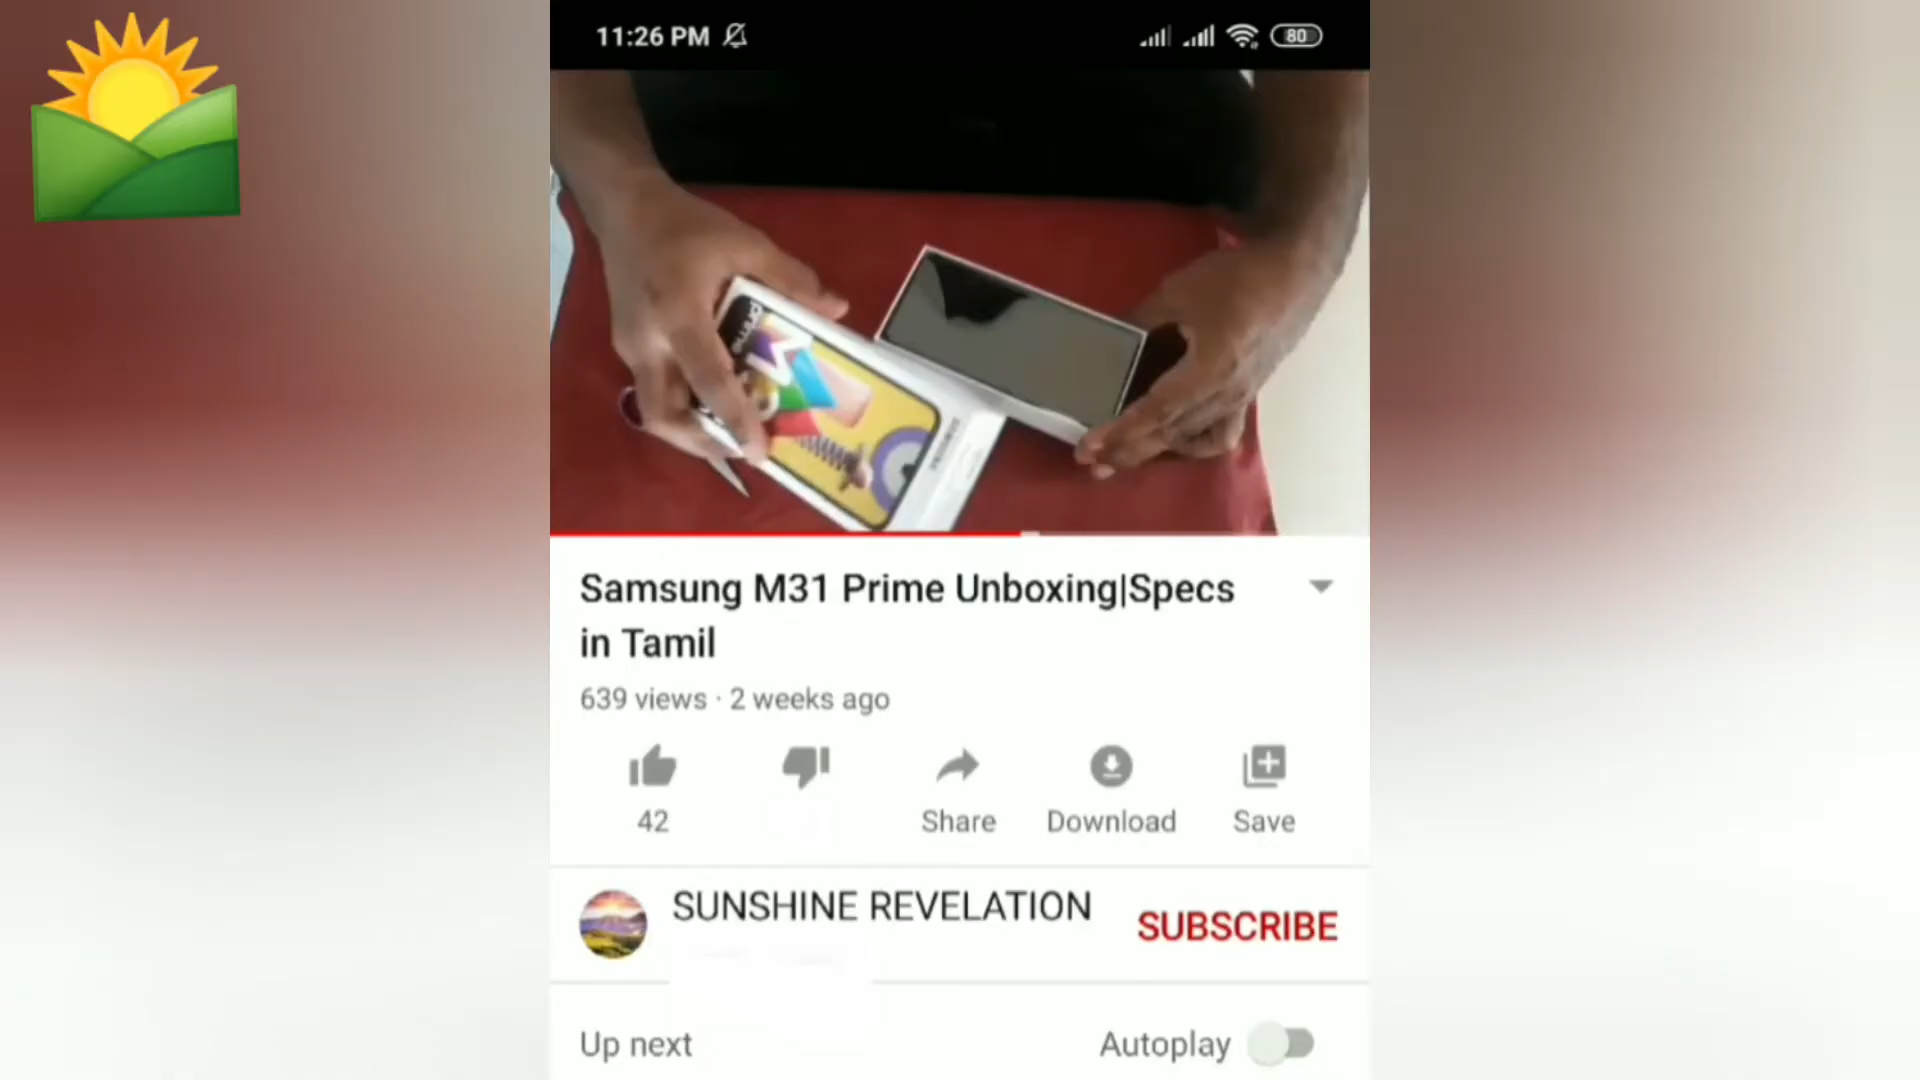 11:26 PM
80
prime
Samsung M31 Prime Unboxing|Specs
in Tamil
639 views · 2 weeks ago
42
Share
Download
Save
SUNSHINE REVELATION
SUBSCRIBE
Up next
Autoplay